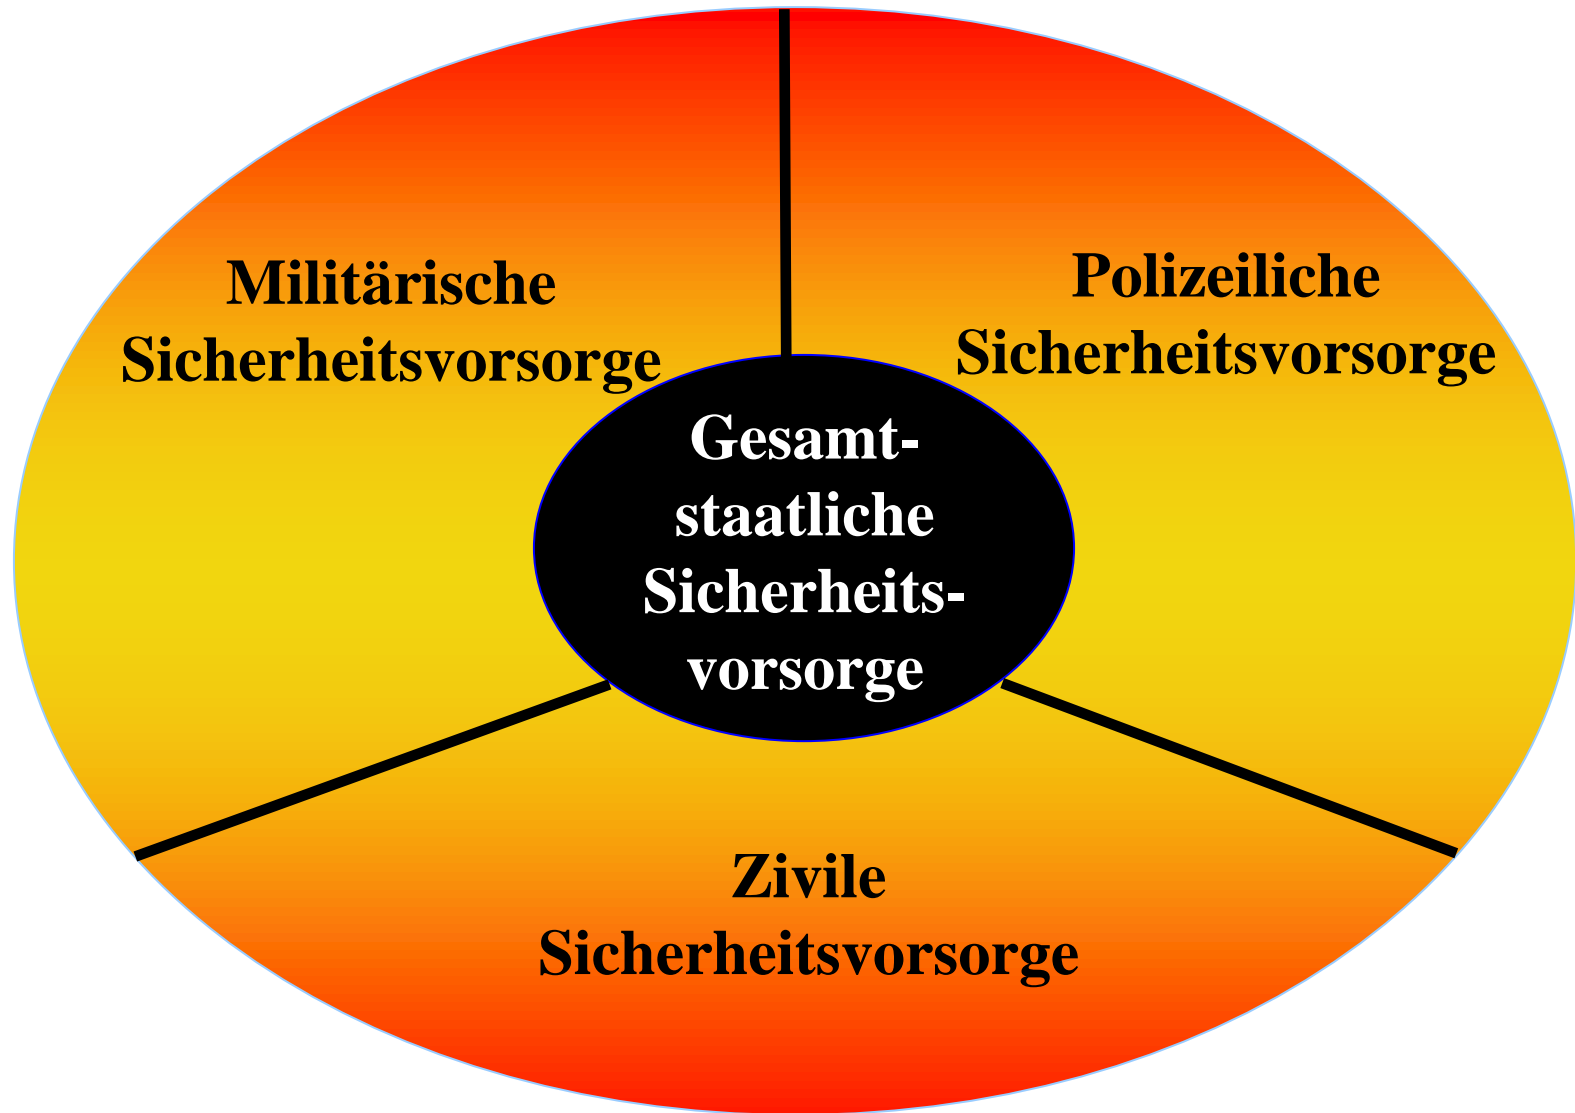 Militärische
Sicherheitsvorsorge
Polizeiliche
Sicherheitsvorsorge
Gesamt-
staatliche
Sicherheits-
vorsorge
Zivile
Sicherheitsvorsorge